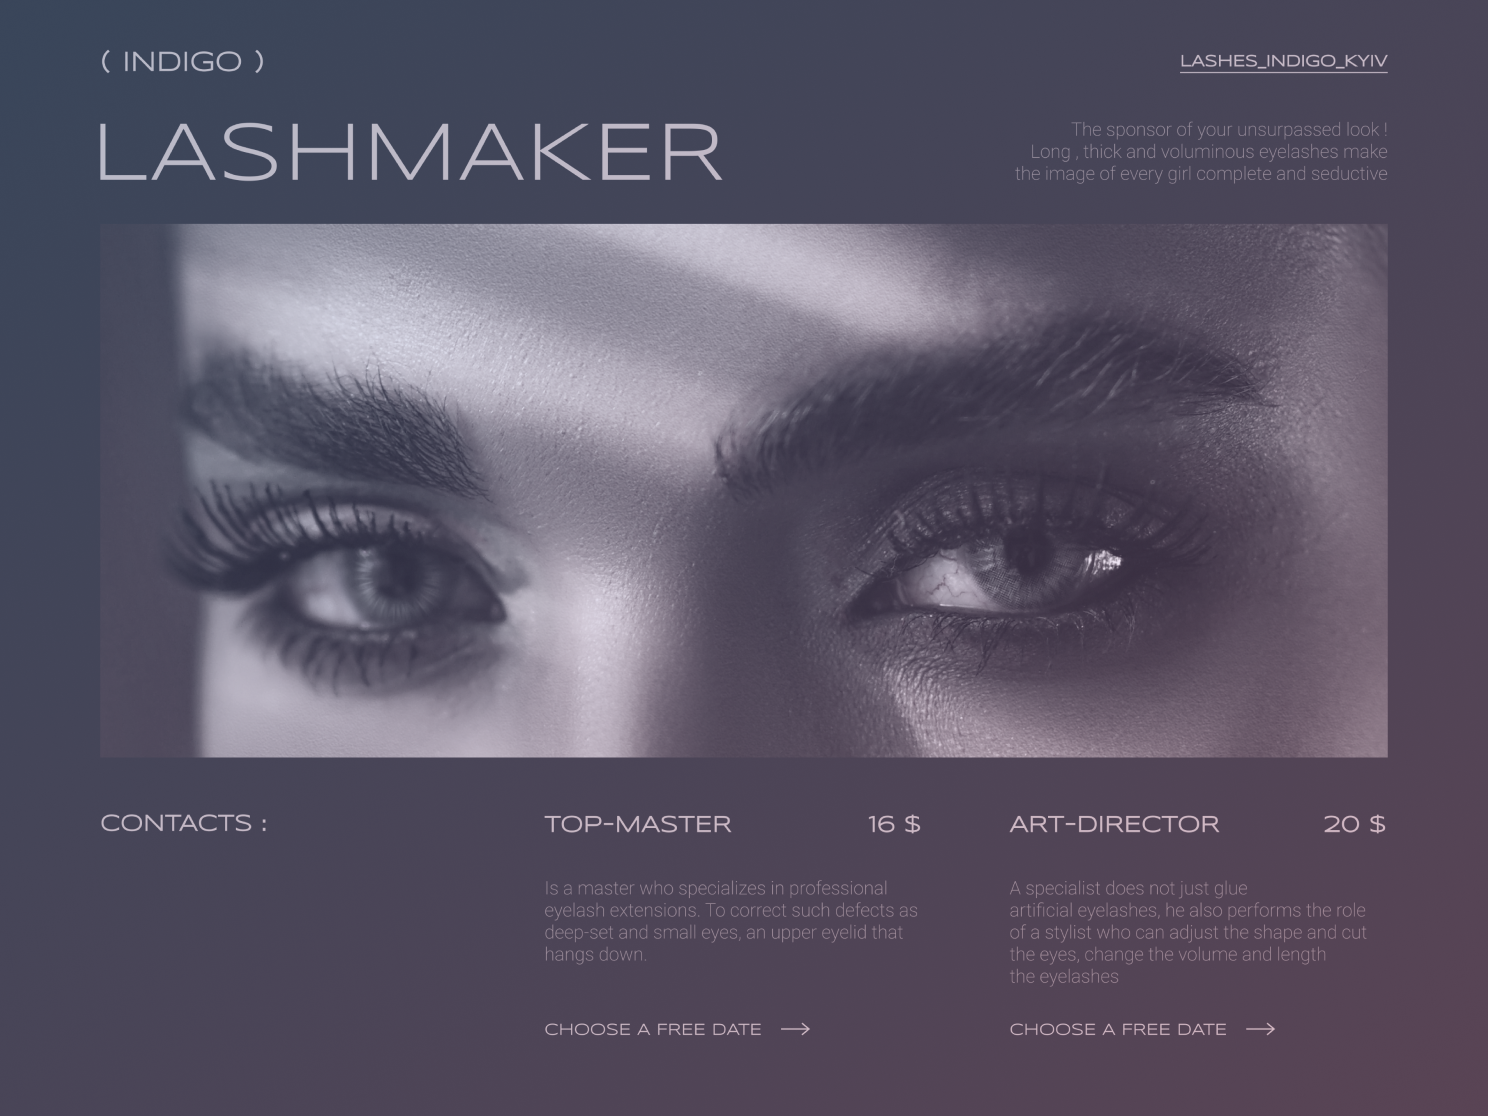 ( INDIGO )
LASHES_INDIGO_KYIV
LASHMAKER
The sponsor of your unsurpassed look !
Long , thick and voluminous eyelashes make
the image of every girl complete and seductive
CONTACTS :
TOP-MASTER
16 $
Is a master who specializes in professional
eyelash extensions. To correct such defects as
deep-set and small eyes, an upper eyelid that
hangs down.
CHOOSE A FREE DATE
ART-DIRECTOR
20 $
A specialist does not just glue
artificial eyelashes, he also performs the role
of a stylist who can adjust the shape and cut
the eyes, change the volume and length
the eyelashes
CHOOSE A FREE DATE